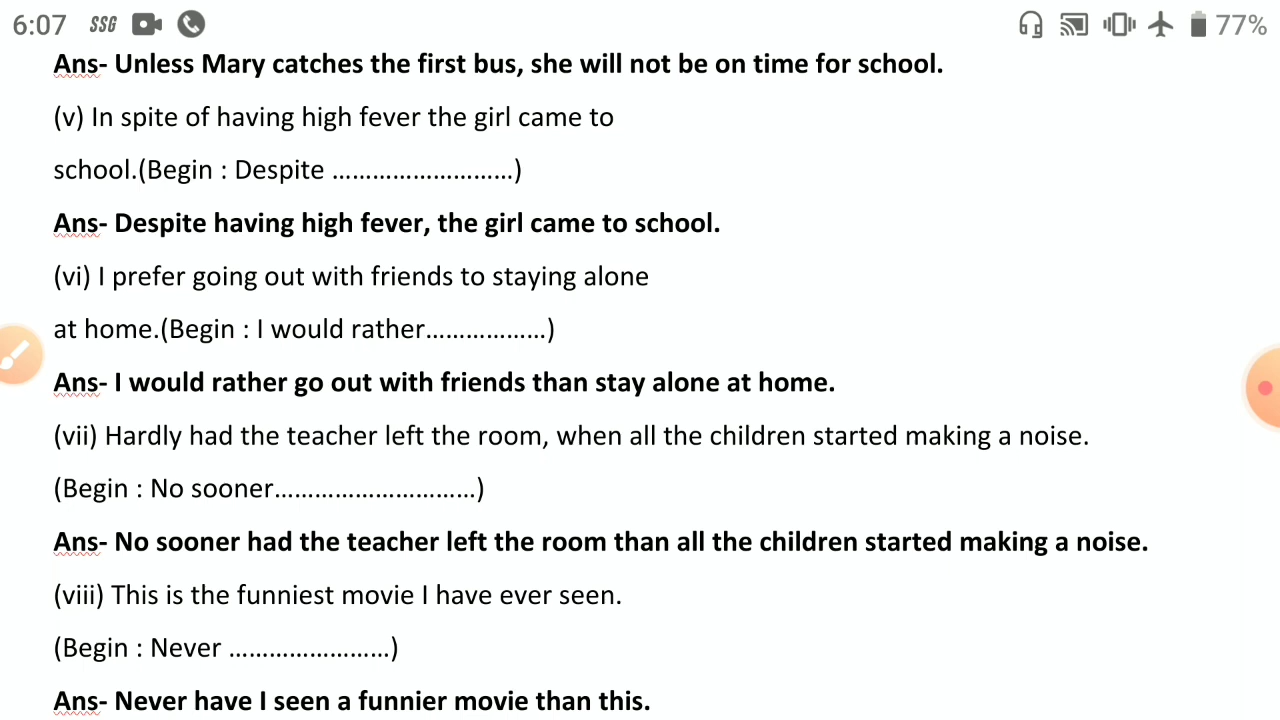 6:07 SSG 77%
Ans- Unless Mary catches the first bus, she will not be on time for school.
(v) In spite of having high fever the girl came to
school.(Begin : Despite ………………………)
Ans- Despite having high fever, the girl came to school.
(vi) I prefer going out with friends to staying alone
at home.(Begin : I would rather………………)
Ans- I would rather go out with friends than stay alone at home.
(vii) Hardly had the teacher left the room, when all the children started making a noise.
(Begin : No sooner…………………………)
Ans- No sooner had the teacher left the room than all the children started making a noise.
(viii) This is the funniest movie I have ever seen.
(Begin : Never ……………………)
Ans- Never have I seen a funnier movie than this.